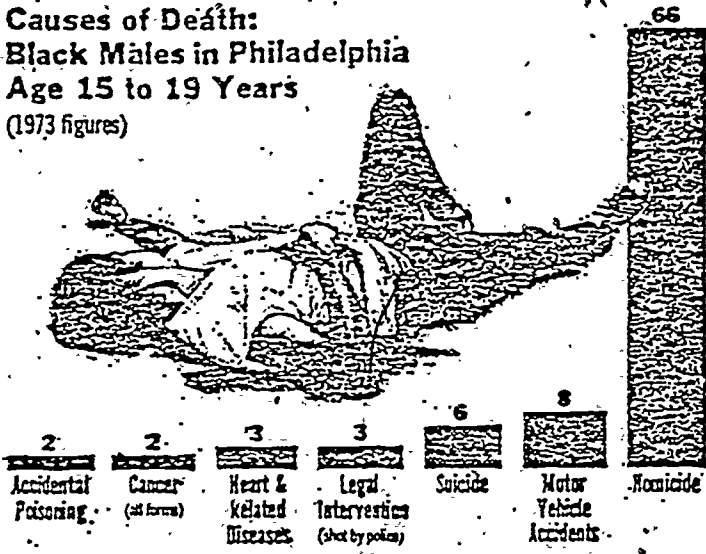 Causes of Death:
Black Males in Philadelphia
Age 15 to 19 Years
(1973 figures)
66
2
2
3
3
6
8
Accidental
Poisoning
Cancer
(all forms)
Heart &
Related
Diseases
Legal
Intervention
(shot by police)
Suicide
Motor
Vehicle
Accidents
Homicide